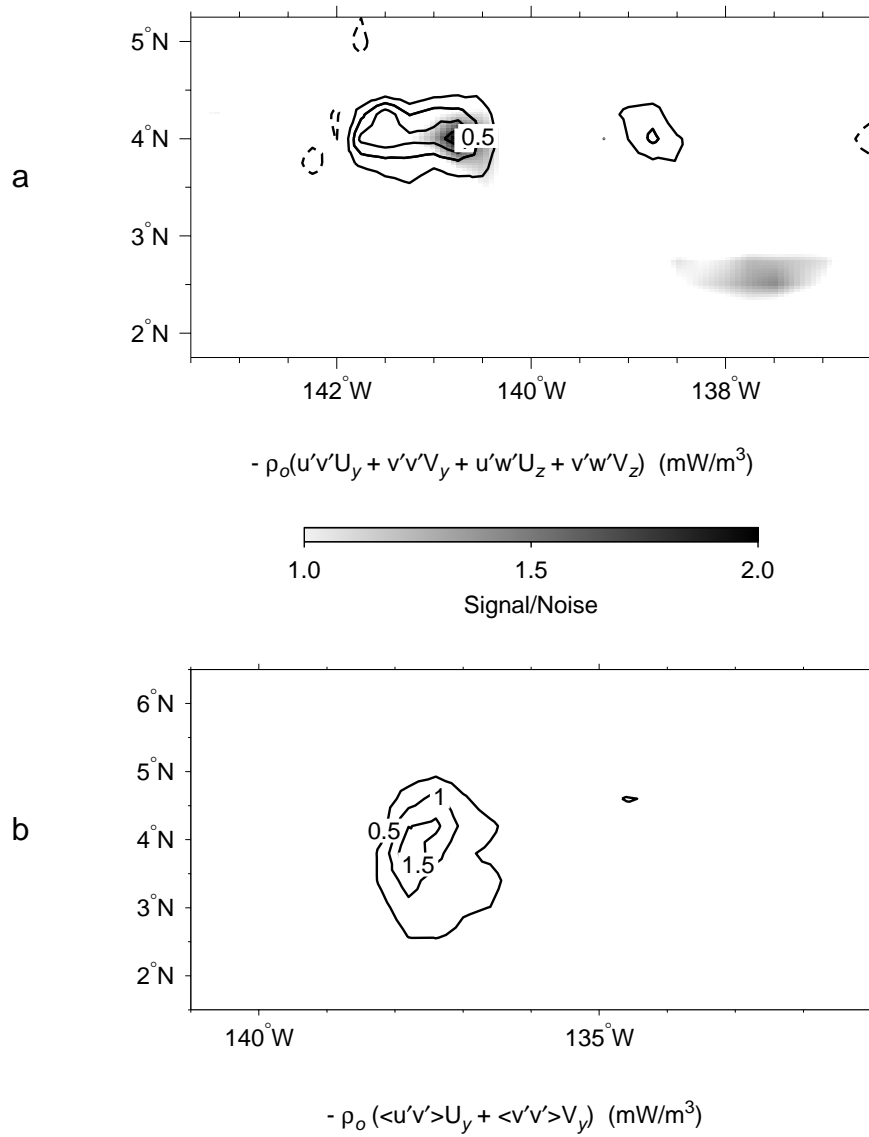 5°N
0.5
4°N
a
3°N
2°N
142°W 140°W 138°W
- ρo(u′v′Uy + v′v′Vy + u′w′Uz + v′w′Vz) (mW/m³)
1.0 1.5 2.0
Signal/Noise
6°N
5°N
1
0.5
4°N
b
1.5
3°N
2°N
140°W 135°W
- ρo (<u′v′>Uy + <v′v′>Vy) (mW/m³)